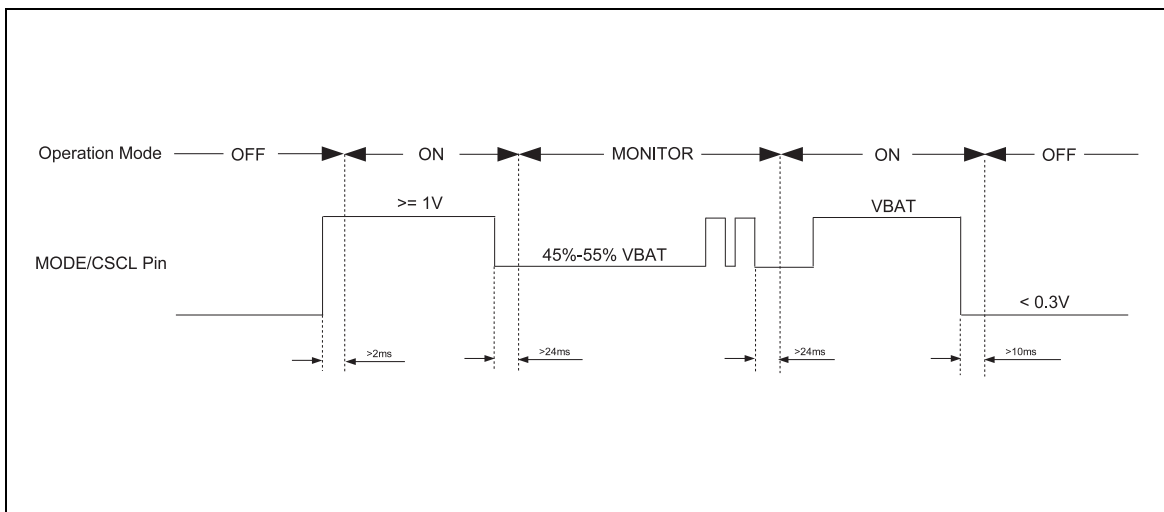 Operation Mode OFF ON MONITOR ON OFF
>= 1V VBAT
MODE/CSCL Pin 45%-55% VBAT
< 0.3V
>2ms >24ms >24ms >10ms